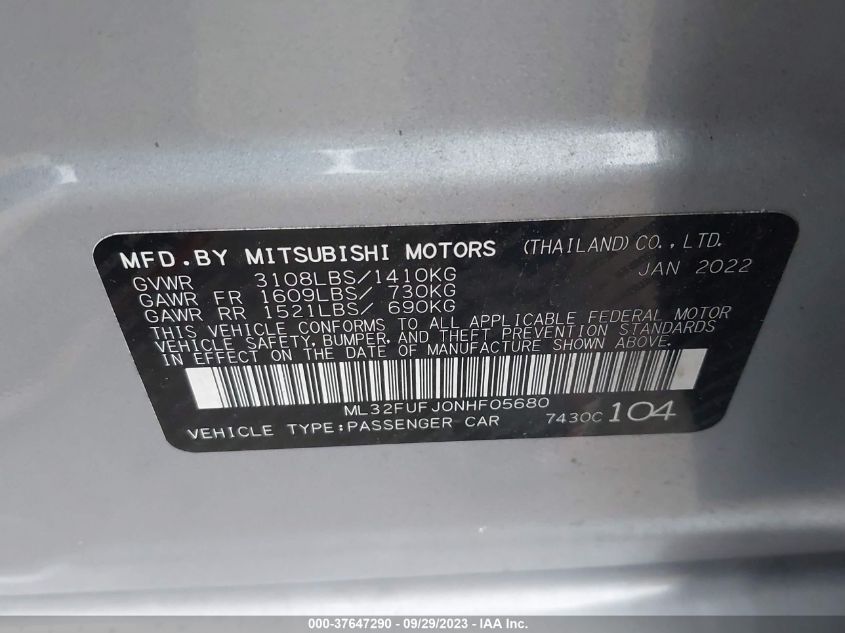 MFD.BY MITSUBISHI MOTORS (THAILAND) CO., LTD.
GVWR 3108LBS/1410KG JAN 2022
GAWR FR 1609LBS/ 730KG
GAWR RR 1521LBS/ 690KG
THIS VEHICLE CONFORMS TO ALL APPLICABLE FEDERAL MOTOR
VEHICLE SAFETY, BUMPER, AND THEFT PREVENTION STANDARDS
IN EFFECT ON THE DATE OF MANUFACTURE SHOWN ABOVE.
ML32FUFJ0NHF05680
VEHICLE TYPE:PASSENGER CAR 7430C 104
000-37647290 - 09/29/2023 - IAA Inc.